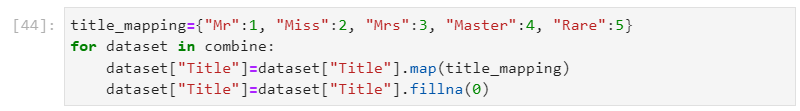 [44]: title_mapping={"Mr":1, "Miss":2, "Mrs":3, "Master":4, "Rare":5}
for dataset in combine:
    dataset["Title"]=dataset["Title"].map(title_mapping)
    dataset["Title"]=dataset["Title"].fillna(0)